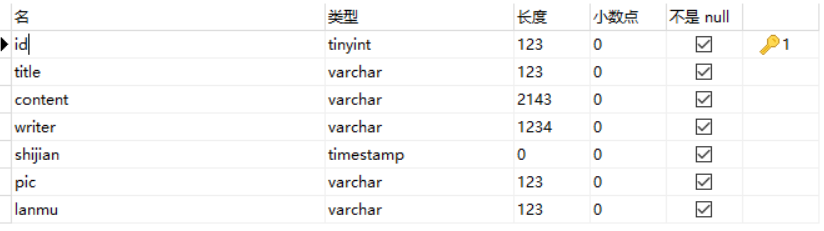 名 类型 长度 小数点 不是 null
id tinyint 123 0 1
title varchar 123 0
content varchar 2143 0
writer varchar 1234 0
shijian timestamp 0 0
pic varchar 123 0
lanmu varchar 123 0